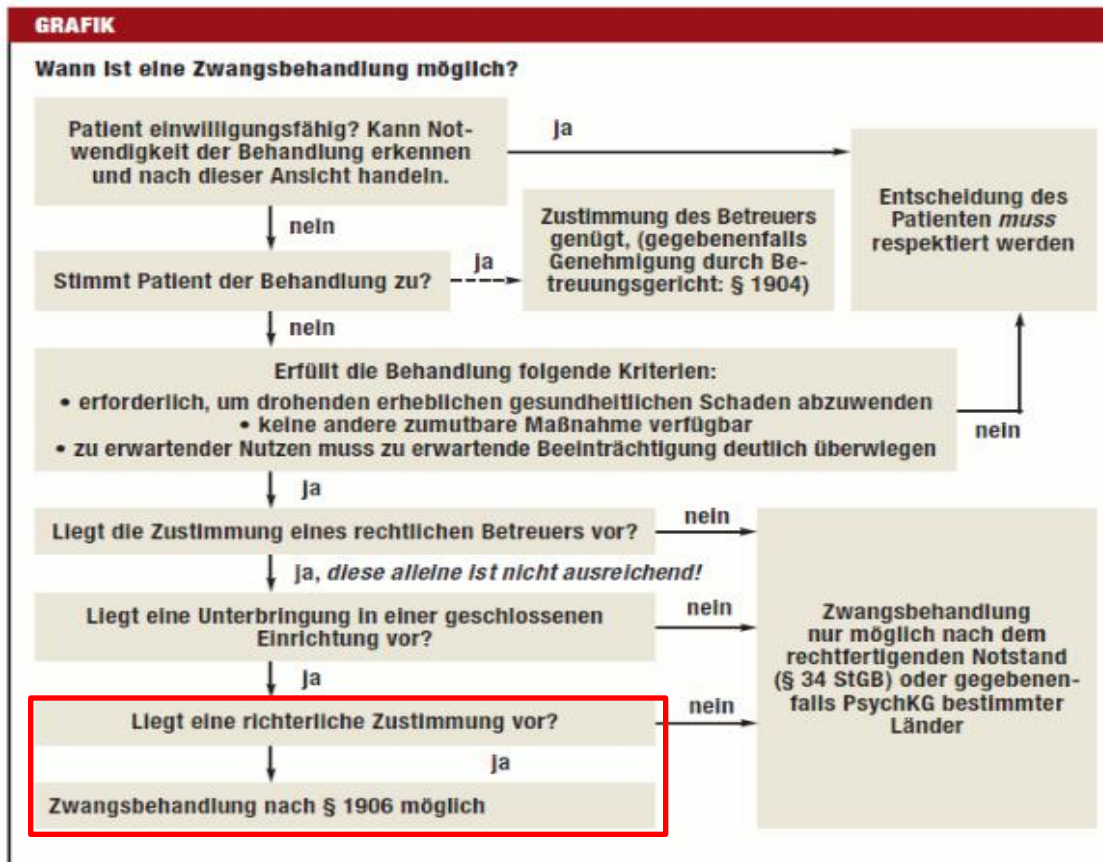 GRAFIK
Wann ist eine Zwangsbehandlung möglich?
Patient einwilligungsfähig? Kann Not-
wendigkeit der Behandlung erkennen
und nach dieser Ansicht handeln.
ja
Entscheidung des
Patienten muss
respektiert werden
nein
Zustimmung des Betreuers
genügt, (gegebenenfalls
Genehmigung durch Be-
treuungsgericht: § 1904)
Stimmt Patient der Behandlung zu?
ja
nein
Erfüllt die Behandlung folgende Kriterien:
• erforderlich, um drohenden erheblichen gesundheitlichen Schaden abzuwenden
• keine andere zumutbare Maßnahme verfügbar
• zu erwartender Nutzen muss zu erwartende Beeinträchtigung deutlich überwiegen
nein
ja
Liegt die Zustimmung eines rechtlichen Betreuers vor?
nein
ja, diese alleine ist nicht ausreichend!
Liegt eine Unterbringung in einer geschlossenen
Einrichtung vor?
nein
Zwangsbehandlung
nur möglich nach dem
rechtfertigenden Notstand
(§ 34 StGB) oder gegebenen-
falls PsychKG bestimmter
Länder
ja
Liegt eine richterliche Zustimmung vor?
nein
ja
Zwangsbehandlung nach § 1906 möglich